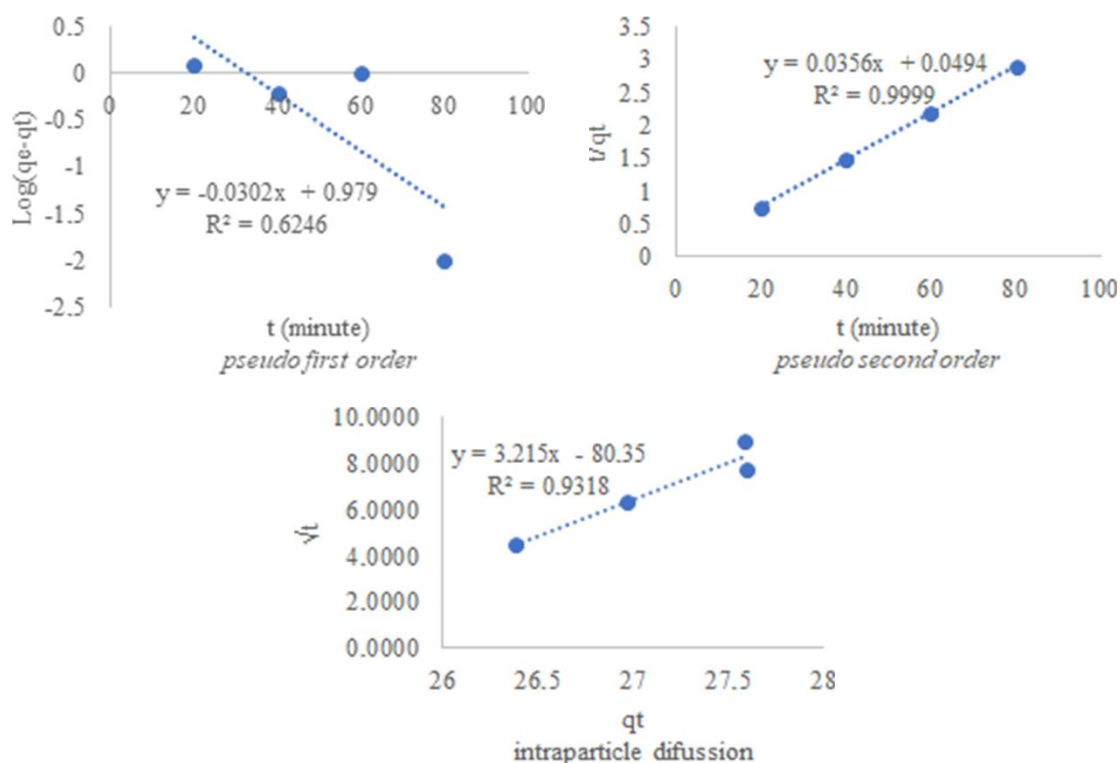 0.5
0
-0.5
-1
-1.5
-2
-2.5
0 20 40 60 80 100
Log(qe-qt)
y = -0.0302x + 0.979
R² = 0.6246
t (minute)
pseudo first order
3.5
3
2.5
2
1.5
1
0.5
0
0 20 40 60 80 100
t/qt
y = 0.0356x + 0.0494
R² = 0.9999
t (minute)
pseudo second order
10.0000
8.0000
6.0000
4.0000
2.0000
0.0000
26 26.5 27 27.5 28
√t
y = 3.215x - 80.35
R² = 0.9318
qt
intraparticle difussion